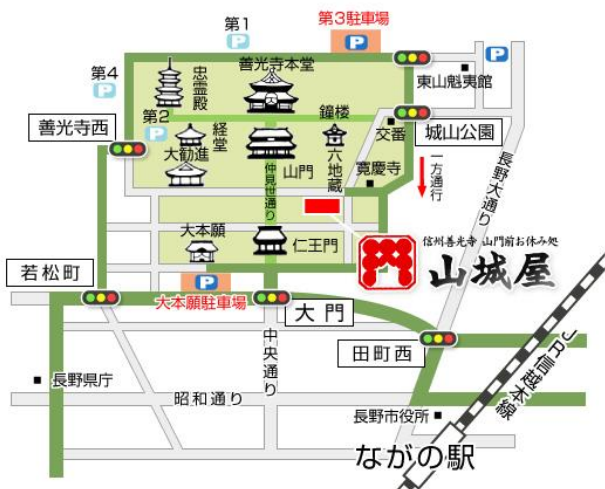 第1
P
第3駐車場
P
P
第4
P
忠霊殿
善光寺本堂
東山魁夷館
善光寺西
第2
P
経堂
鐘楼
交番
城山公園
大勧進
山門
六地蔵
寛慶寺
一方通行
長野大通り
仲見世通り
大本願
仁王門
信州善光寺 山門前お休み処
山城屋
若松町
P
大本願駐車場
大門
田町西
JR信越本線
中央通り
長野県庁
昭和通り
長野市役所
ながの駅